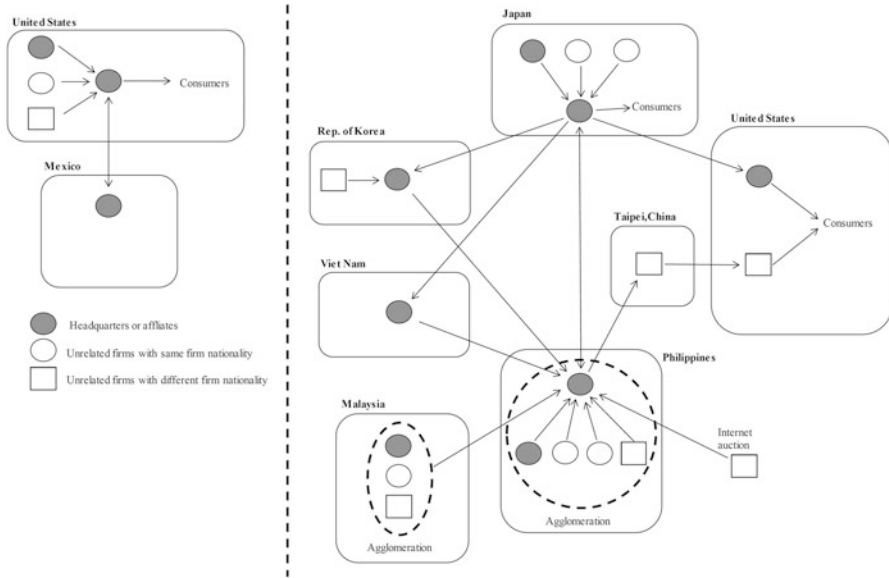 United States
Consumers
Mexico
Headquarters or affliates
Unrelated firms with same firm nationality
Unrelated firms with different firm nationality
Japan
Consumers
Rep. of Korea
United States
Taipei,China
Consumers
Viet Nam
Philippines
Malaysia
Internet
auction
Agglomeration
Agglomeration